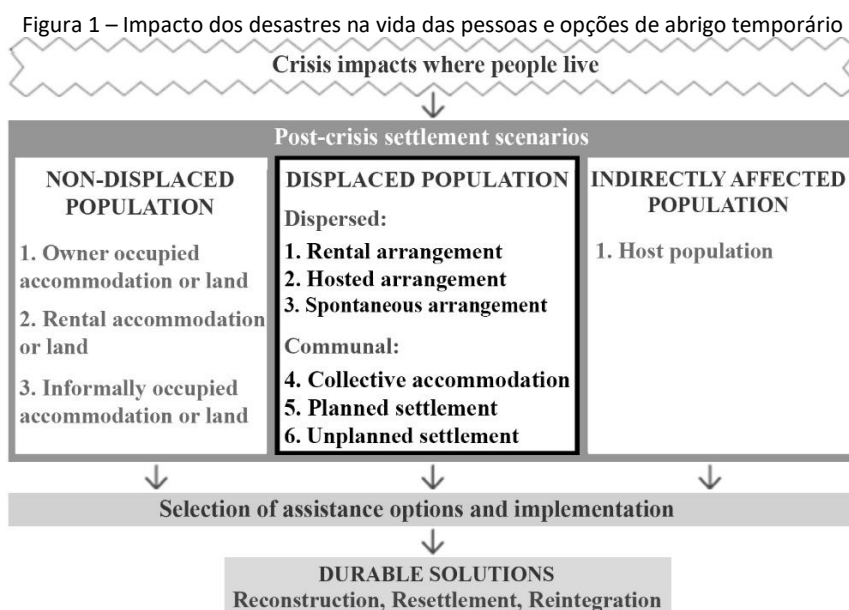 Figura 1 – Impacto dos desastres na vida das pessoas e opções de abrigo temporário
Crisis impacts where people live
Post-crisis settlement scenarios
NON-DISPLACED
POPULATION
1. Owner occupied
accommodation or land
2. Rental accommodation
or land
3. Informally occupied
accommodation or land
DISPLACED POPULATION
Dispersed:
1. Rental arrangement
2. Hosted arrangement
3. Spontaneous arrangement
Communal:
4. Collective accommodation
5. Planned settlement
6. Unplanned settlement
INDIRECTLY AFFECTED
POPULATION
1. Host population
Selection of assistance options and implementation
DURABLE SOLUTIONS
Reconstruction, Resettlement, Reintegration